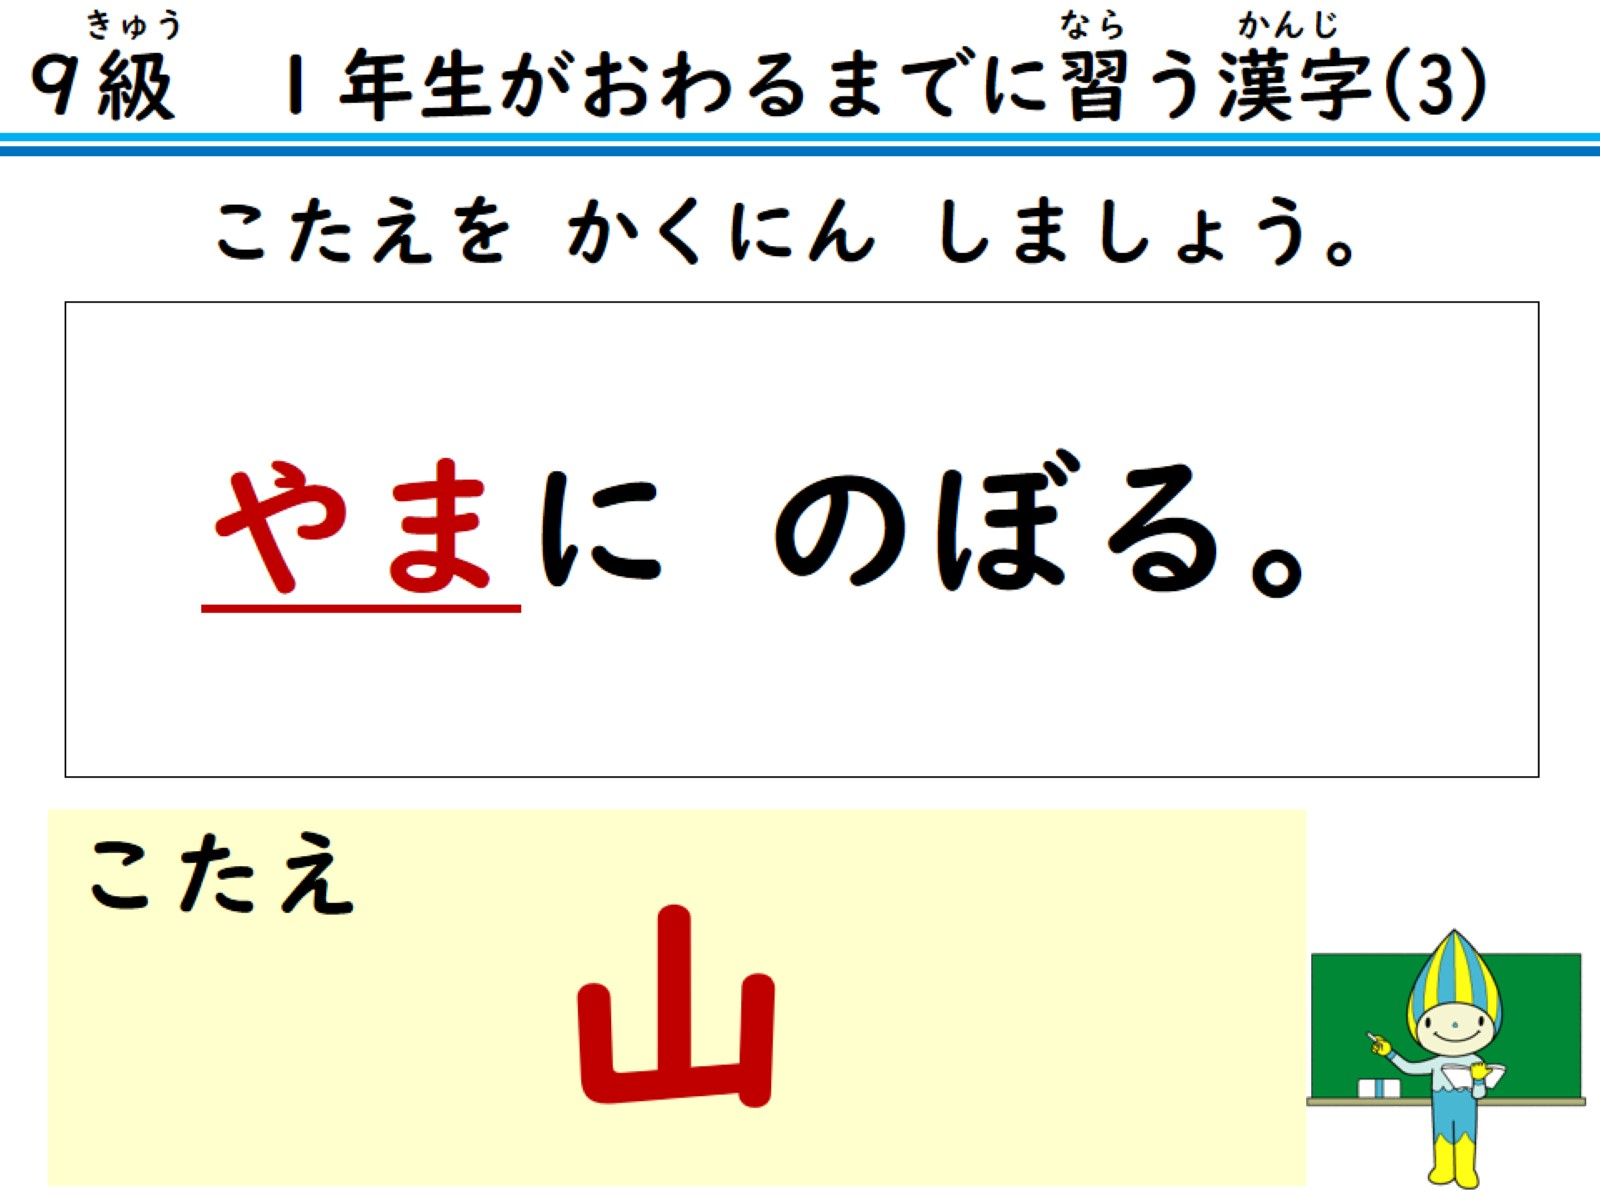 きゅう なら かんじ
9級 1年生がおわるまでに習う漢字(3)
こたえを かくにん しましょう。
やまに のぼる。
こたえ
山